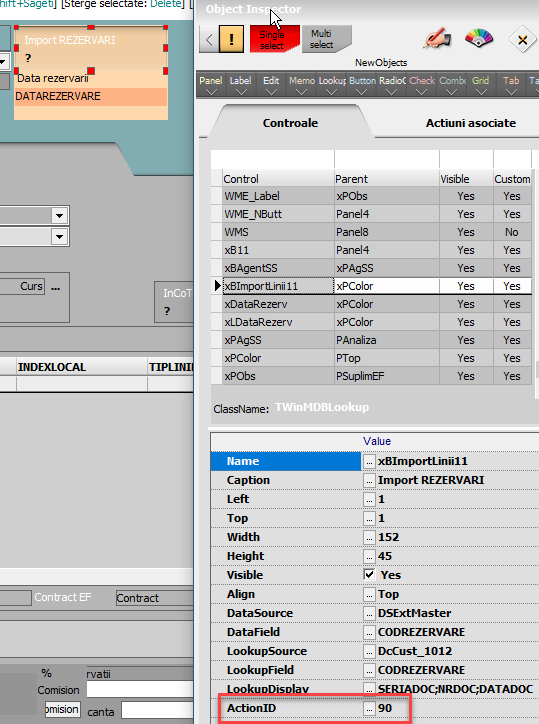 hift+Sageti] [Sterge selectate: Delete] [
Import REZERVARI
?
Data rezervarii
DATAREZERVARE
Curs ...
InCoT
?
INDEXLOCAL TIPLININ
Contract EF Contract
% rvatii
Comision
omision canta
Object Inspector
< ! Single select Multi select
NewObjects
Panel Label Edit Memo Lookup Button RadioG Check Combo Grid Tab Ta
Controale Actiuni asociate
Control Parent Visible Custom
WME_Label xPObs Yes Yes
WME_NButt Panel4 Yes Yes
WMS Panel8 Yes No
xB11 Panel4 Yes Yes
xBAgentSS xPAgSS Yes Yes
xBImportLinii11 xPColor Yes Yes
xDataRezerv xPColor Yes Yes
xLDataRezerv xPColor Yes Yes
xPAgSS PAnaliza Yes Yes
xPColor PTop Yes Yes
xPObs PSuplimEF Yes Yes
ClassName: TWinMDBLookup
Value
Name ... xBImportLinii11
Caption ... Import REZERVARI
Left ... 1
Top ... 1
Width ... 152
Height ... 45
Visible Yes
Align ... Top
DataSource ... DSExtMaster
DataField ... CODREZERVARE
LookupSource ... DcCust_1012
LookupField ... CODREZERVARE
LookupDisplay ... SERIADOC;NRDOC;DATADOC
ActionID ... 90